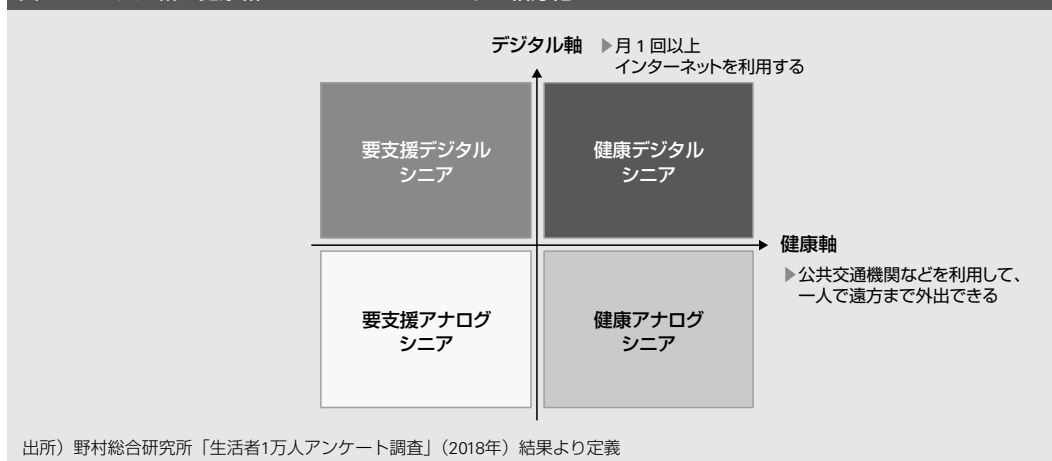 デジタル軸 ▶月1回以上
インターネットを利用する
要支援デジタル
シニア
健康デジタル
シニア
健康軸
▶公共交通機関などを利用して、
一人で遠方まで外出できる
要支援アナログ
シニア
健康アナログ
シニア
出所）野村総合研究所「生活者1万人アンケート調査」（2018年）結果より定義